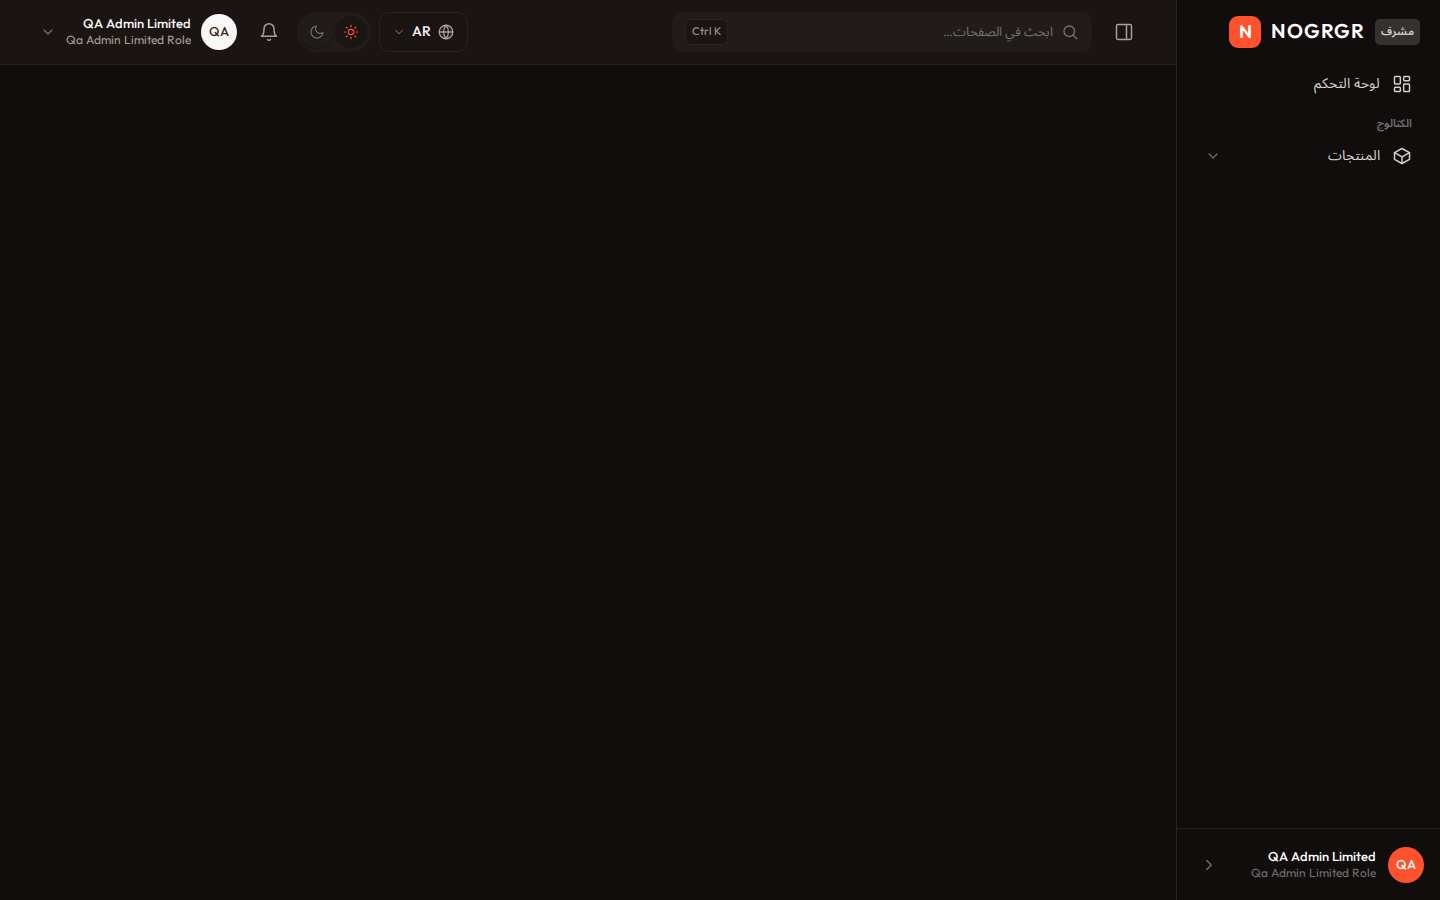 مشرف
NOGRGR
N
ابحث في الصفحات...
Ctrl K
AR
QA
QA Admin Limited
Qa Admin Limited Role
لوحة التحكم
الكتالوج
المنتجات
QA
QA Admin Limited
Qa Admin Limited Role